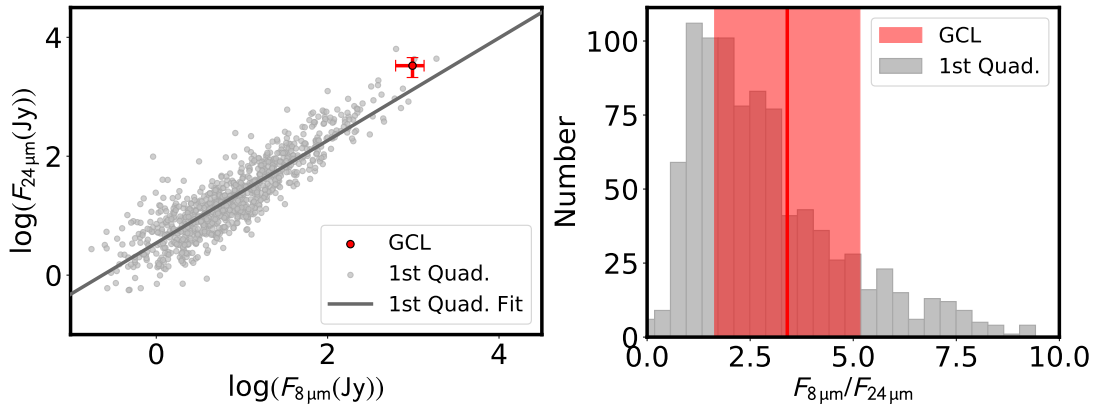 4
2
0
log(F24 μm(Jy))
GCL
1st Quad.
1st Quad. Fit
0
2
4
log(F8 μm(Jy))
100
75
50
25
0
Number
GCL
1st Quad.
0.0
2.5
5.0
7.5
10.0
F8 μm/F24 μm